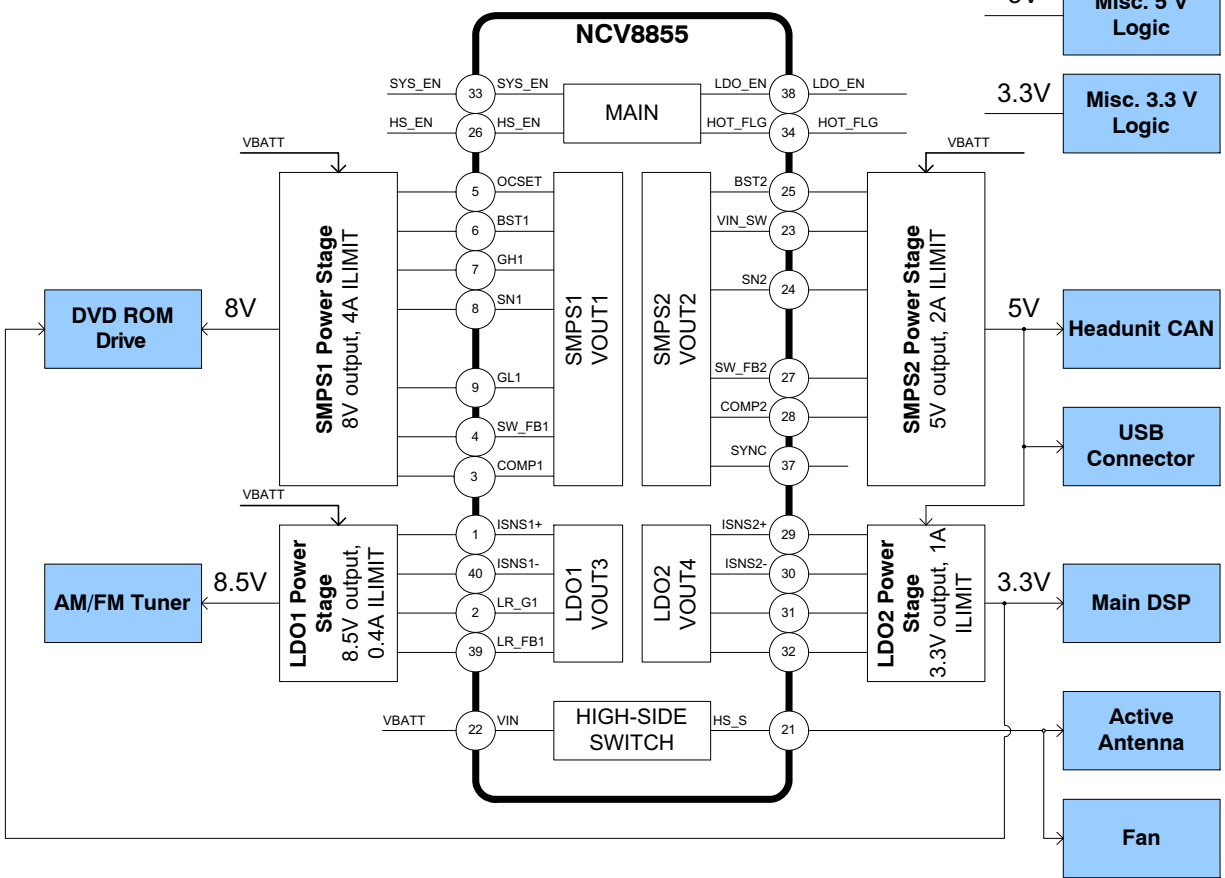 NCV8855
5V
Misc. 5 V
Logic
3.3V
Misc. 3.3 V
Logic
SYS_EN
33
SYS_EN
MAIN
LDO_EN
38
LDO_EN
HS_EN
26
HS_EN
HOT_FLG
34
HOT_FLG
VBATT
VBATT
SMPS1 Power Stage
8V output, 4A ILIMIT
5
OCSET
6
BST1
7
GH1
8
SN1
9
GL1
4
SW_FB1
3
COMP1
SMPS1
VOUT1
SMPS2
VOUT2
BST2
25
VIN_SW
23
SN2
24
SW_FB2
27
COMP2
28
SYNC
37
SMPS2 Power Stage
5V output, 2A ILIMIT
DVD ROM
Drive
8V
5V
Headunit CAN
USB
Connector
VBATT
LDO1 Power
Stage
8.5V output,
0.4A ILIMIT
1
ISNS1+
40
ISNS1-
2
LR_G1
39
LR_FB1
LDO1
VOUT3
LDO2
VOUT4
ISNS2+
29
ISNS2-
30
31
32
LDO2 Power
Stage
3.3V output, 1A
ILIMIT
AM/FM Tuner
8.5V
3.3V
Main DSP
VBATT
22
VIN
HIGH-SIDE
SWITCH
HS_S
21
Active
Antenna
Fan